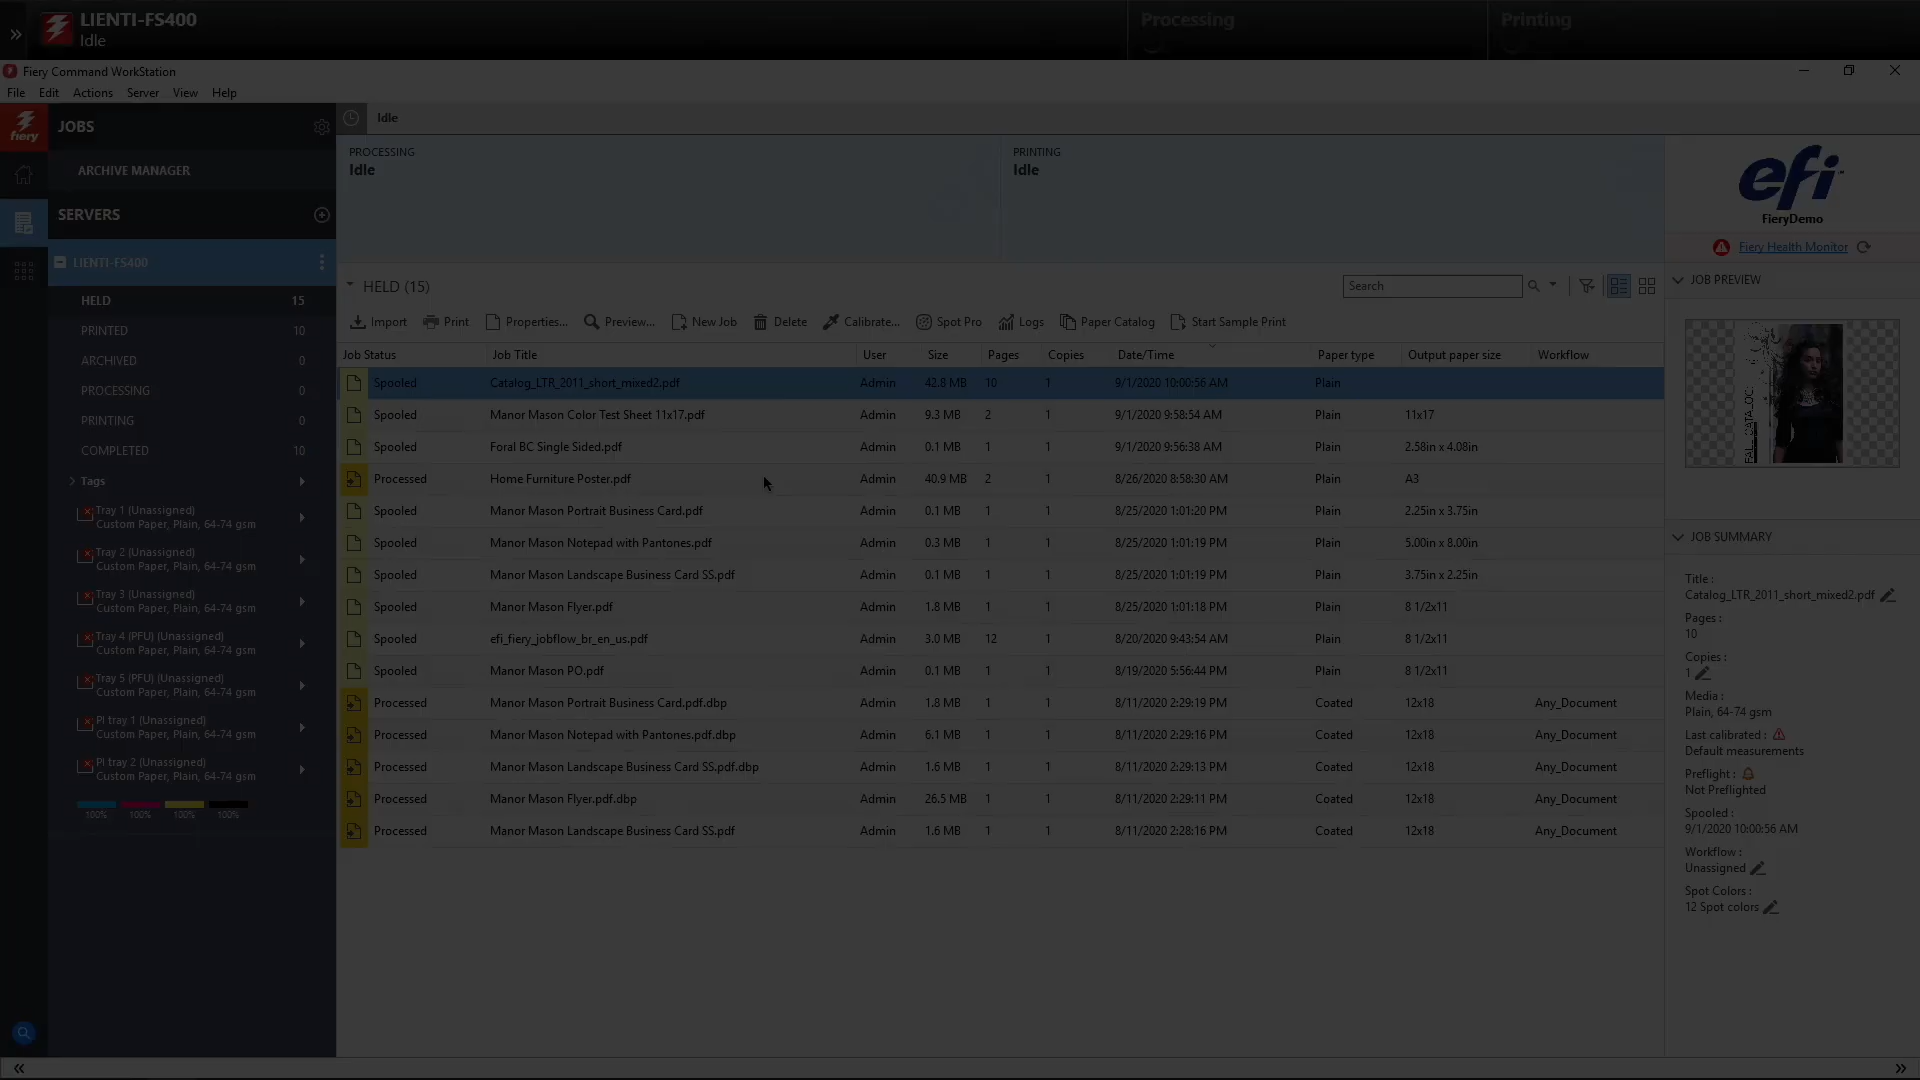 LIENTI-FS400
Idle
Processing
Printing
Fiery Command WorkStation
File Edit Actions Server View Help
fiery
JOBS
ARCHIVE MANAGER
SERVERS
LIENTI-FS400
HELD 15
PRINTED 10
ARCHIVED 0
PROCESSING 0
PRINTING 0
COMPLETED 10
Tags
Tray 1 (Unassigned)
Custom Paper, Plain, 64-74 gsm
Tray 2 (Unassigned)
Custom Paper, Plain, 64-74 gsm
Tray 3 (Unassigned)
Custom Paper, Plain, 64-74 gsm
Tray 4 (PFU) (Unassigned)
Custom Paper, Plain, 64-74 gsm
Tray 5 (PFU) (Unassigned)
Custom Paper, Plain, 64-74 gsm
PI tray 1 (Unassigned)
Custom Paper, Plain, 64-74 gsm
PI tray 2 (Unassigned)
Custom Paper, Plain, 64-74 gsm
100% 100% 100% 100%
Idle
PROCESSING
Idle
PRINTING
Idle
HELD (15)
Search
Import Print Properties... Preview... New Job Delete Calibrate... Spot Pro Logs Paper Catalog Start Sample Print
Job Status Job Title User Size Pages Copies Date/Time Paper type Output paper size Workflow
Spooled Catalog_LTR_2011_short_mixed2.pdf Admin 42.8 MB 10 1 9/1/2020 10:00:56 AM Plain
Spooled Manor Mason Color Test Sheet 11x17.pdf Admin 9.3 MB 2 1 9/1/2020 9:58:54 AM Plain 11x17
Spooled Foral BC Single Sided.pdf Admin 0.1 MB 1 1 9/1/2020 9:56:38 AM Plain 2.58in x 4.08in
Processed Home Furniture Poster.pdf Admin 40.9 MB 2 1 8/26/2020 8:58:30 AM Plain A3
Spooled Manor Mason Portrait Business Card.pdf Admin 0.1 MB 1 1 8/25/2020 1:01:20 PM Plain 2.25in x 3.75in
Spooled Manor Mason Notepad with Pantones.pdf Admin 0.3 MB 1 1 8/25/2020 1:01:19 PM Plain 5.00in x 8.00in
Spooled Manor Mason Landscape Business Card SS.pdf Admin 0.1 MB 1 1 8/25/2020 1:01:19 PM Plain 3.75in x 2.25in
Spooled Manor Mason Flyer.pdf Admin 1.8 MB 1 1 8/25/2020 1:01:18 PM Plain 8 1/2x11
Spooled efi_fiery_jobflow_br_en_us.pdf Admin 3.0 MB 12 1 8/20/2020 9:43:54 AM Plain 8 1/2x11
Spooled Manor Mason PO.pdf Admin 0.1 MB 1 1 8/19/2020 5:56:44 PM Plain 8 1/2x11
Processed Manor Mason Portrait Business Card.pdf.dbp Admin 1.8 MB 1 1 8/11/2020 2:29:19 PM Coated 12x18 Any_Document
Processed Manor Mason Notepad with Pantones.pdf.dbp Admin 6.1 MB 1 1 8/11/2020 2:29:16 PM Coated 12x18 Any_Document
Processed Manor Mason Landscape Business Card SS.pdf.dbp Admin 1.6 MB 1 1 8/11/2020 2:29:13 PM Coated 12x18 Any_Document
Processed Manor Mason Flyer.pdf.dbp Admin 26.5 MB 1 1 8/11/2020 2:29:11 PM Coated 12x18 Any_Document
Processed Manor Mason Landscape Business Card SS.pdf Admin 1.6 MB 1 1 8/11/2020 2:28:16 PM Coated 12x18 Any_Document
efi
FieryDemo
Fiery Health Monitor
JOB PREVIEW
FALL CATALOG:
JOB SUMMARY
Title :
Catalog_LTR_2011_short_mixed2.pdf
Pages :
10
Copies :
1
Media :
Plain, 64-74 gsm
Last calibrated :
Default measurements
Preflight :
Not Preflighted
Spooled :
9/1/2020 10:00:56 AM
Workflow :
Unassigned
Spot Colors :
12 Spot colors